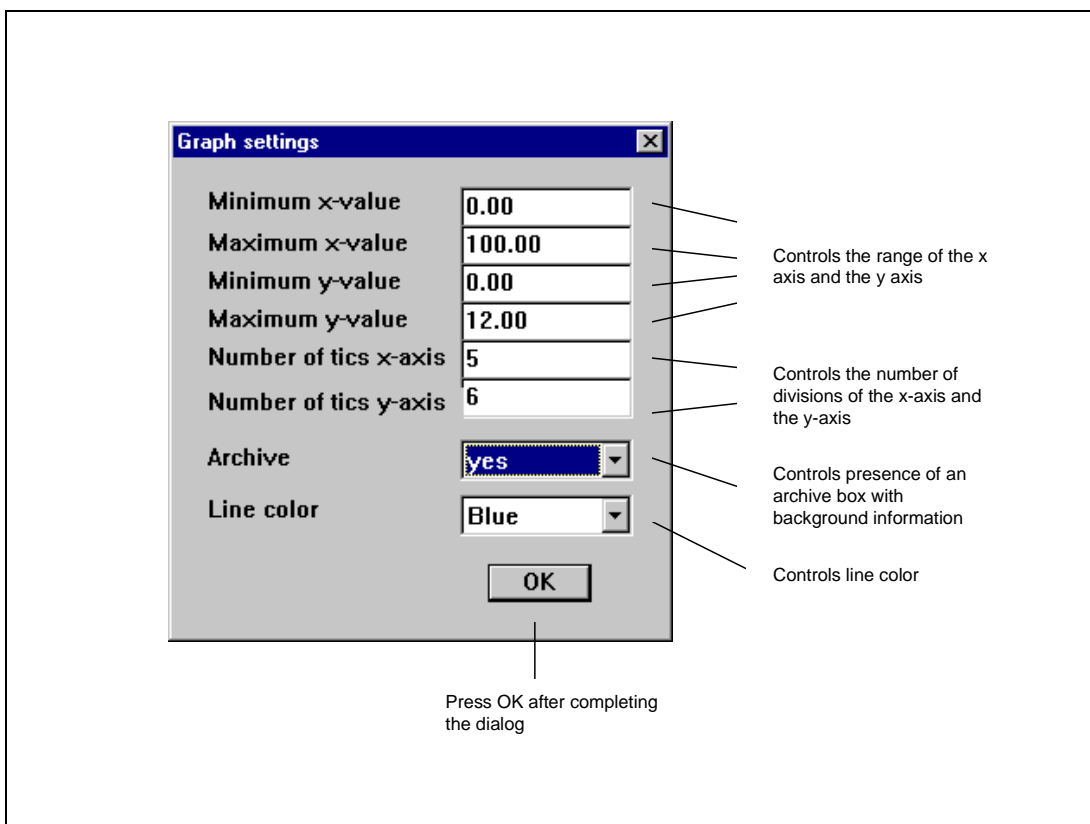 Graph settings
Minimum x-value 0.00
Maximum x-value 100.00
Minimum y-value 0.00
Maximum y-value 12.00
Number of tics x-axis 5
Number of tics y-axis 6
Archive yes
Line color Blue
OK
Controls the range of the x
axis and the y axis
Controls the number of
divisions of the x-axis and
the y-axis
Controls presence of an
archive box with
background information
Controls line color
Press OK after completing
the dialog